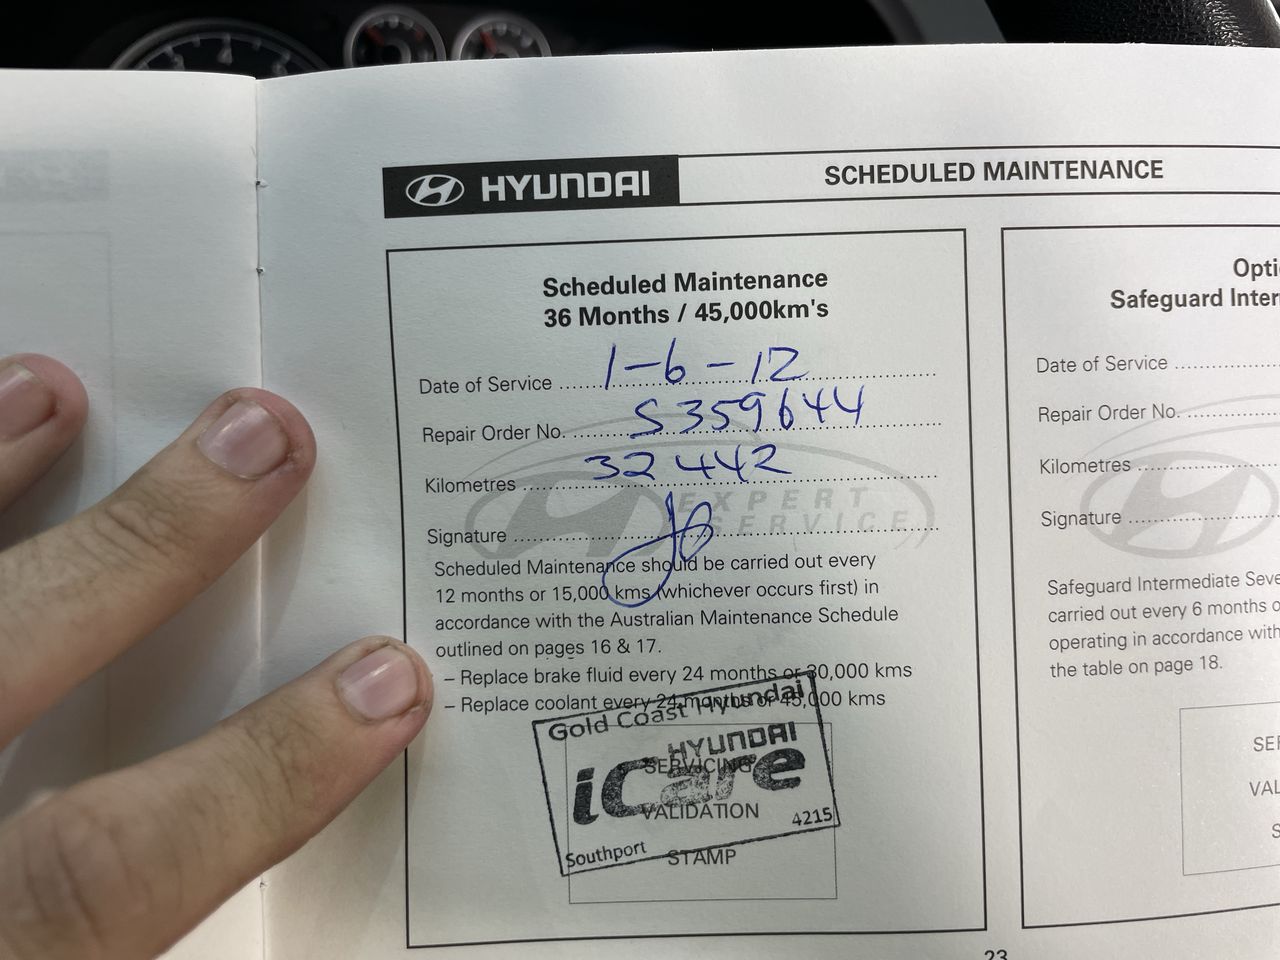 HYUNDAI
SCHEDULED MAINTENANCE
Scheduled Maintenance
36 Months / 45,000km's
Date of Service 1-6-12
Repair Order No. S359644
Kilometres 32442
EXPERT
SERVICE
Signature
Scheduled Maintenance should be carried out every
12 months or 15,000 kms (whichever occurs first) in
accordance with the Australian Maintenance Schedule
outlined on pages 16 & 17.
– Replace brake fluid every 24 months or 30,000 kms
– Replace coolant every 24 months or 45,000 kms
Gold Coast Hyundai
HYUNDAI
iCare
SERVICING
VALIDATION
STAMP
4215
Southport
Opti
Safeguard Inter
Date of Service
Repair Order No.
Kilometres
Signature
Safeguard Intermediate Seve
carried out every 6 months o
operating in accordance with
the table on page 18.
SE
VAL
S
23